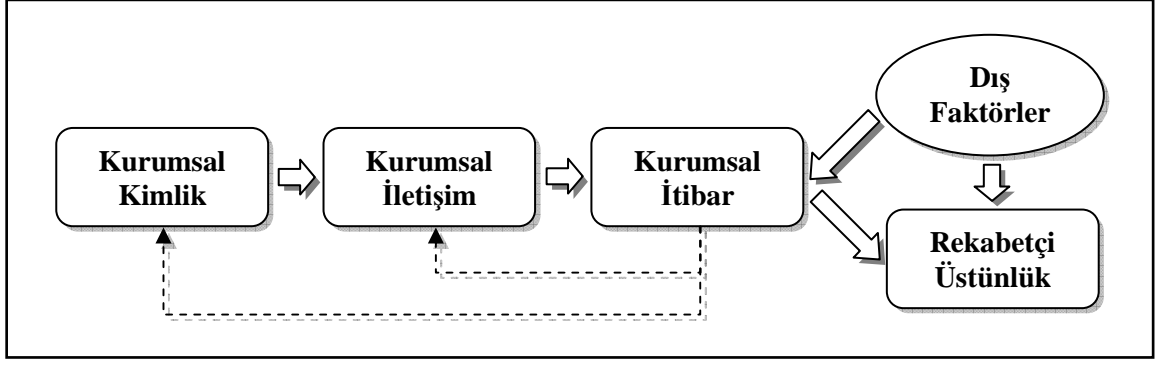 Dış
Faktörler
Kurumsal
Kimlik
Kurumsal
İletişim
Kurumsal
İtibar
Rekabetçi
Üstünlük